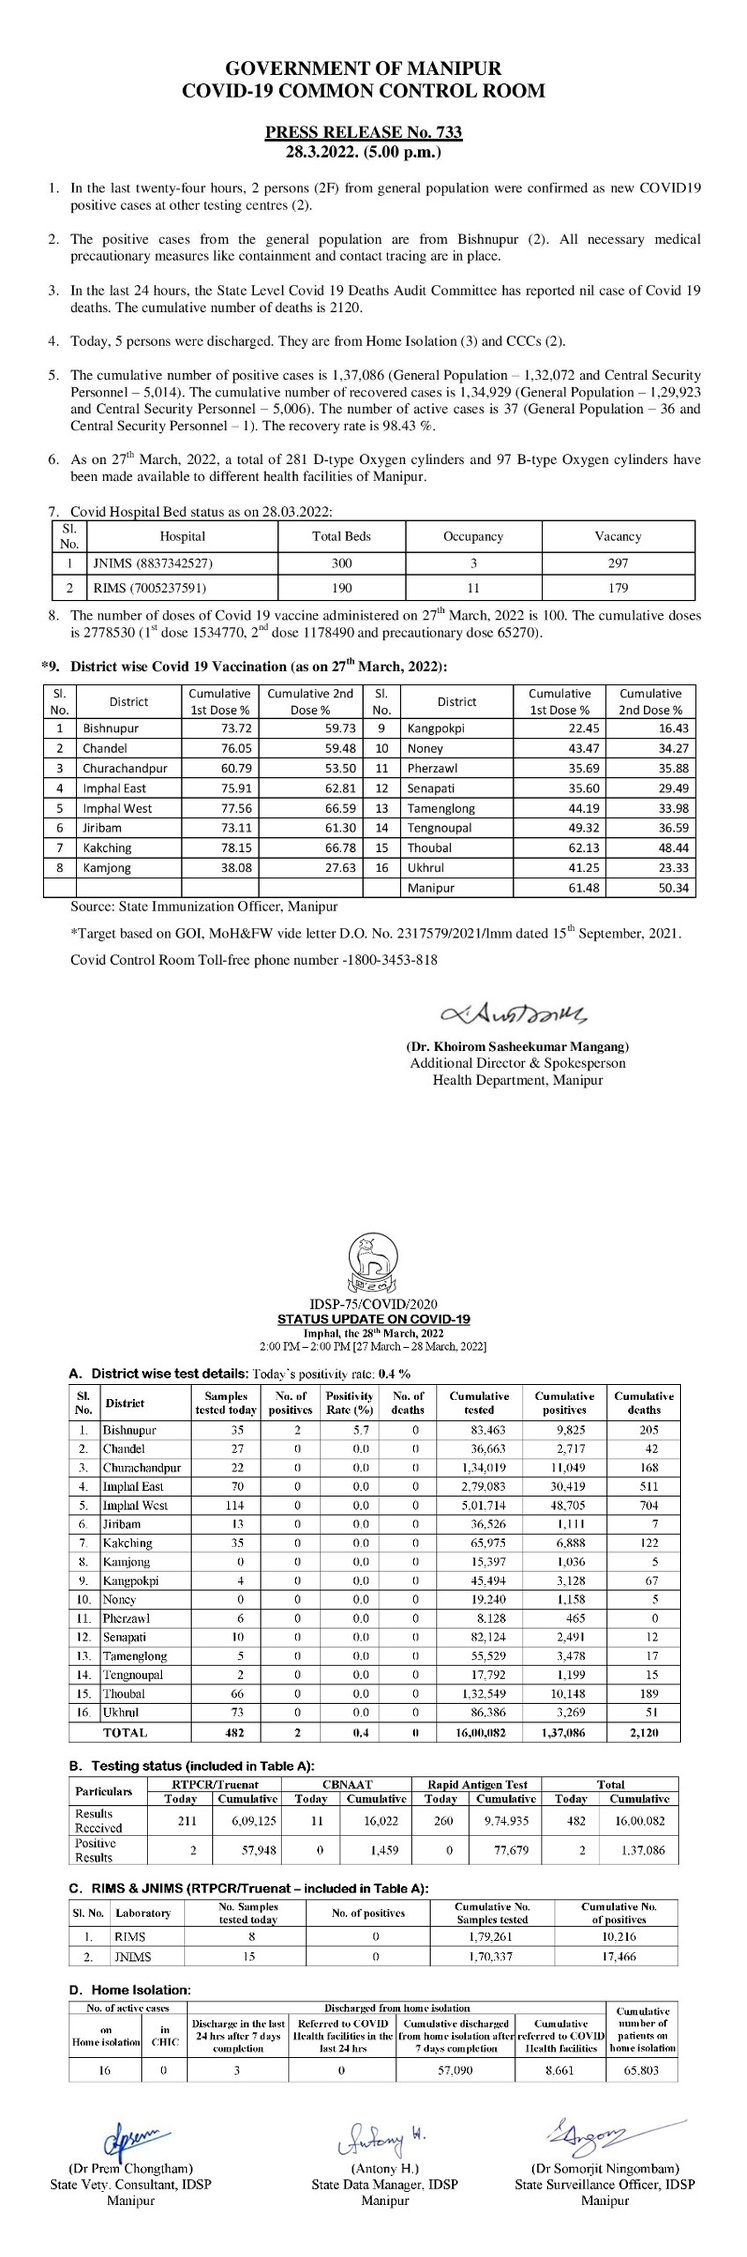 GOVERNMENT OF MANIPUR
COVID-19 COMMON CONTROL ROOM
PRESS RELEASE No. 733
28.3.2022. (5.00 p.m.)
1. In the last twenty-four hours, 2 persons (2F) from general population were confirmed as new COVID19
positive cases at other testing centres (2).
2. The positive cases from the general population are from Bishnupur (2). All necessary medical
precautionary measures like containment and contact tracing are in place.
3. In the last 24 hours, the State Level Covid 19 Deaths Audit Committee has reported nil case of Covid 19
deaths. The cumulative number of deaths is 2120.
4. Today, 5 persons were discharged. They are from Home Isolation (3) and CCCs (2).
5. The cumulative number of positive cases is 1,37,086 (General Population – 1,32,072 and Central Security
Personnel – 5,014). The cumulative number of recovered cases is 1,34,929 (General Population – 1,29,923
and Central Security Personnel – 5,006). The number of active cases is 37 (General Population – 36 and
Central Security Personnel – 1). The recovery rate is 98.43 %.
6. As on 27th March, 2022, a total of 281 D-type Oxygen cylinders and 97 B-type Oxygen cylinders have
been made available to different health facilities of Manipur.
7. Covid Hospital Bed status as on 28.03.2022:
Sl. No. Hospital Total Beds Occupancy Vacancy
1 JNIMS (8837342527) 300 3 297
2 RIMS (7005237591) 190 11 179
8. The number of doses of Covid 19 vaccine administered on 27th March, 2022 is 100. The cumulative doses
is 2778530 (1st dose 1534770, 2nd dose 1178490 and precautionary dose 65270).
*9. District wise Covid 19 Vaccination (as on 27th March, 2022):
Sl. No. District Cumulative 1st Dose % Cumulative 2nd Dose % Sl. No. District Cumulative 1st Dose % Cumulative 2nd Dose %
1 Bishnupur 73.72 59.73 9 Kangpokpi 22.45 16.43
2 Chandel 76.05 59.48 10 Noney 43.47 34.27
3 Churachandpur 60.79 53.50 11 Pherzawl 35.69 35.88
4 Imphal East 75.91 62.81 12 Senapati 35.60 29.49
5 Imphal West 77.56 66.59 13 Tamenglong 44.19 33.98
6 Jiribam 73.11 61.30 14 Tengnoupal 49.32 36.59
7 Kakching 78.15 66.78 15 Thoubal 62.13 48.44
8 Kamjong 38.08 27.63 16 Ukhrul 41.25 23.33
Manipur 61.48 50.34
Source: State Immunization Officer, Manipur
*Target based on GOI, MoH&FW vide letter D.O. No. 2317579/2021/Imm dated 15th September, 2021.
Covid Control Room Toll-free phone number -1800-3453-818
(Dr. Khoirom Sasheekumar Mangang)
Additional Director & Spokesperson
Health Department, Manipur
IDSP-75/COVID/2020
STATUS UPDATE ON COVID-19
Imphal, the 28th March, 2022
2:00 PM – 2:00 PM [27 March – 28 March, 2022]
A. District wise test details: Today's positivity rate: 0.4 %
Sl. No. District Samples tested today No. of positives Positivity Rate (%) No. of deaths Cumulative tested Cumulative positives Cumulative deaths
1. Bishnupur 35 2 5.7 0 83,463 9,825 205
2. Chandel 27 0 0.0 0 36,663 2,717 42
3. Churachandpur 22 0 0.0 0 1,34,019 11,049 168
4. Imphal East 70 0 0.0 0 2,79,083 30,419 511
5. Imphal West 114 0 0.0 0 5,01,714 48,705 704
6. Jiribam 13 0 0.0 0 36,526 1,111 7
7. Kakching 35 0 0.0 0 65,975 6,888 122
8. Kamjong 0 0 0.0 0 15,397 1,036 5
9. Kangpokpi 4 0 0.0 0 45,494 3,128 67
10. Noney 0 0 0.0 0 19,240 1,158 5
11. Pherzawl 6 0 0.0 0 8,128 465 0
12. Senapati 10 0 0.0 0 82,124 2,491 12
13. Tamenglong 5 0 0.0 0 55,529 3,478 17
14. Tengnoupal 2 0 0.0 0 17,792 1,199 15
15. Thoubal 66 0 0.0 0 1,32,549 10,148 189
16. Ukhrul 73 0 0.0 0 86,386 3,269 51
TOTAL 482 2 0.4 0 16,00,082 1,37,086 2,120
B. Testing status (included in Table A):
Particulars RTPCR/Truenat CBNAAT Rapid Antigen Test Total
Today Cumulative Today Cumulative Today Cumulative Today Cumulative
Results Received 211 6,09,125 11 16,022 260 9,74,935 482 16,00,082
Positive Results 2 57,948 0 1,459 0 77,679 2 1,37,086
C. RIMS & JNIMS (RTPCR/Truenat – included in Table A):
Sl. No. Laboratory No. Samples tested today No. of positives Cumulative No. Samples tested Cumulative No. of positives
1. RIMS 8 0 1,79,261 10,216
2. JNIMS 15 0 1,70,337 17,466
D. Home Isolation:
No. of active cases Discharged from home isolation Cumulative number of patients on home isolation
on Home isolation in CHIC Discharge in the last 24 hrs after 7 days completion Referred to COVID Health facilities in the last 24 hrs Cumulative discharged from home isolation after 7 days completion Cumulative referred to COVID Health facilities
16 0 3 0 57,090 8,661 65,803
Antony H.
(Dr Prem Chongtham) (Antony H.) (Dr Somorjit Ningombam)
State Vety. Consultant, IDSP State Data Manager, IDSP State Surveillance Officer, IDSP
Manipur Manipur Manipur